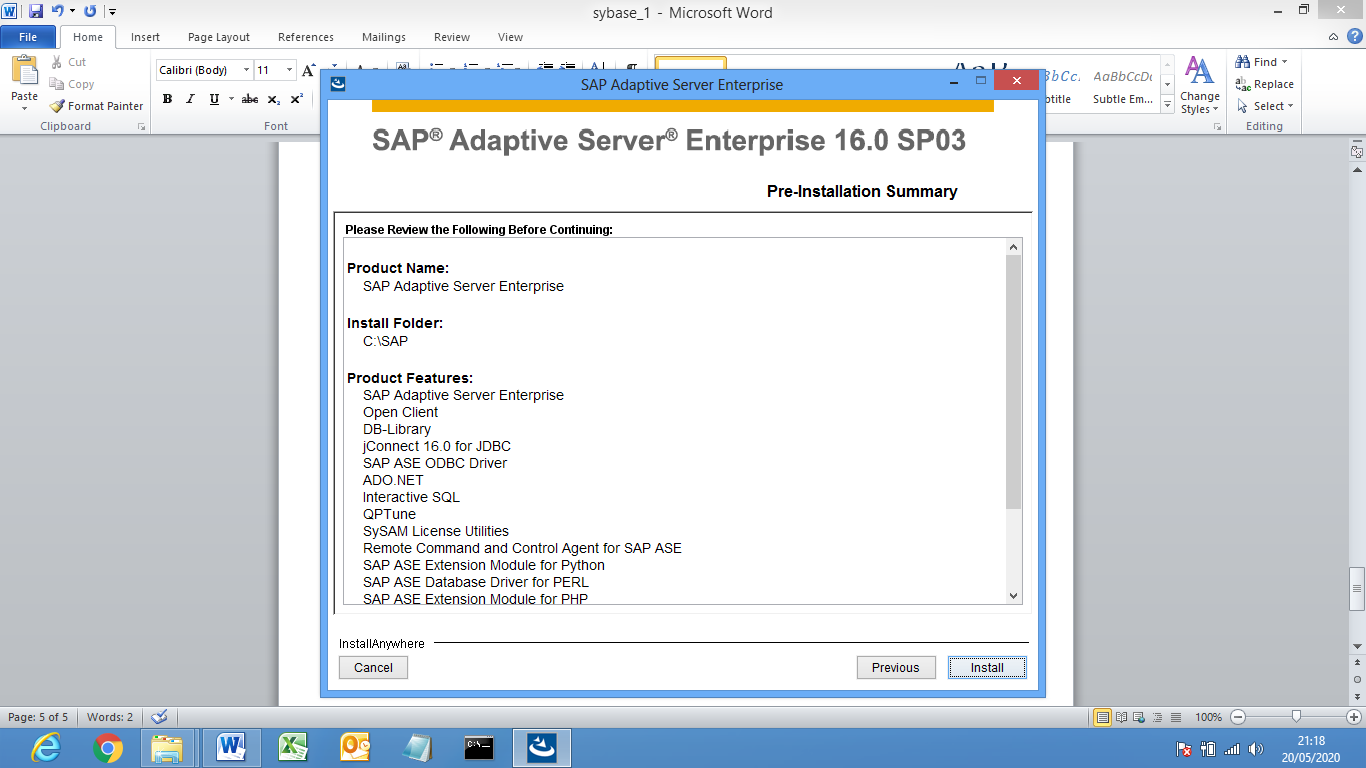 sybase_1 - Microsoft Word
File Home Insert Page Layout References Mailings Review View
Paste
Cut
Copy
Format Painter
Clipboard
Calibri (Body) 11
B I U abc x₂ x²
Font
Subtle Em...
Change
Styles
Find
Replace
Select
Editing
SAP Adaptive Server Enterprise
SAP® Adaptive Server® Enterprise 16.0 SP03
Pre-Installation Summary
Please Review the Following Before Continuing:
Product Name:
SAP Adaptive Server Enterprise
Install Folder:
C:\SAP
Product Features:
SAP Adaptive Server Enterprise
Open Client
DB-Library
jConnect 16.0 for JDBC
SAP ASE ODBC Driver
ADO.NET
Interactive SQL
QPTune
SySAM License Utilities
Remote Command and Control Agent for SAP ASE
SAP ASE Extension Module for Python
SAP ASE Database Driver for PERL
SAP ASE Extension Module for PHP
InstallAnywhere
Cancel Previous Install
Page: 5 of 5 Words: 2 100%
21:18
20/05/2020